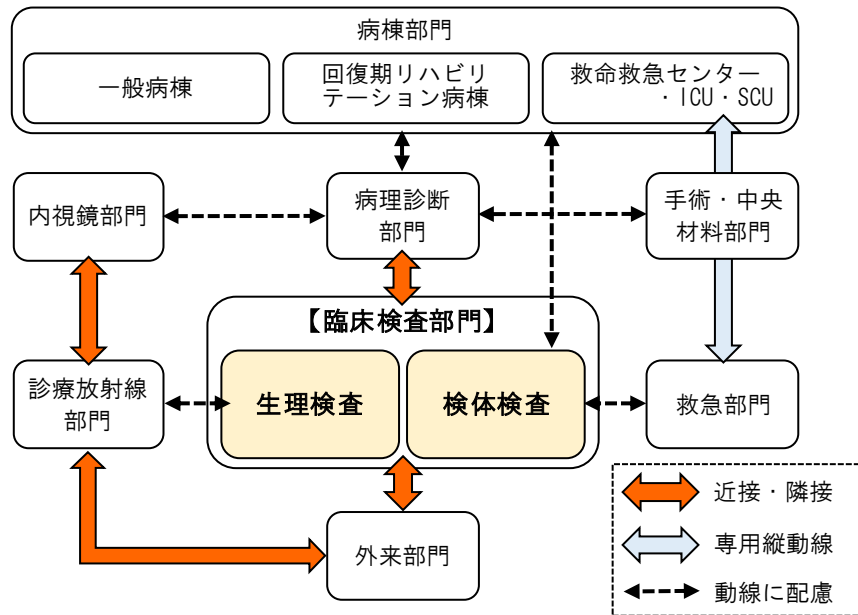 病棟部門
一般病棟
回復期リハビリ
テーション病棟
救命救急センター
・ICU・SCU
内視鏡部門
病理診断
部門
手術・中央
材料部門
【臨床検査部門】
生理検査
検体検査
診療放射線
部門
救急部門
外来部門
近接・隣接
専用縦動線
動線に配慮